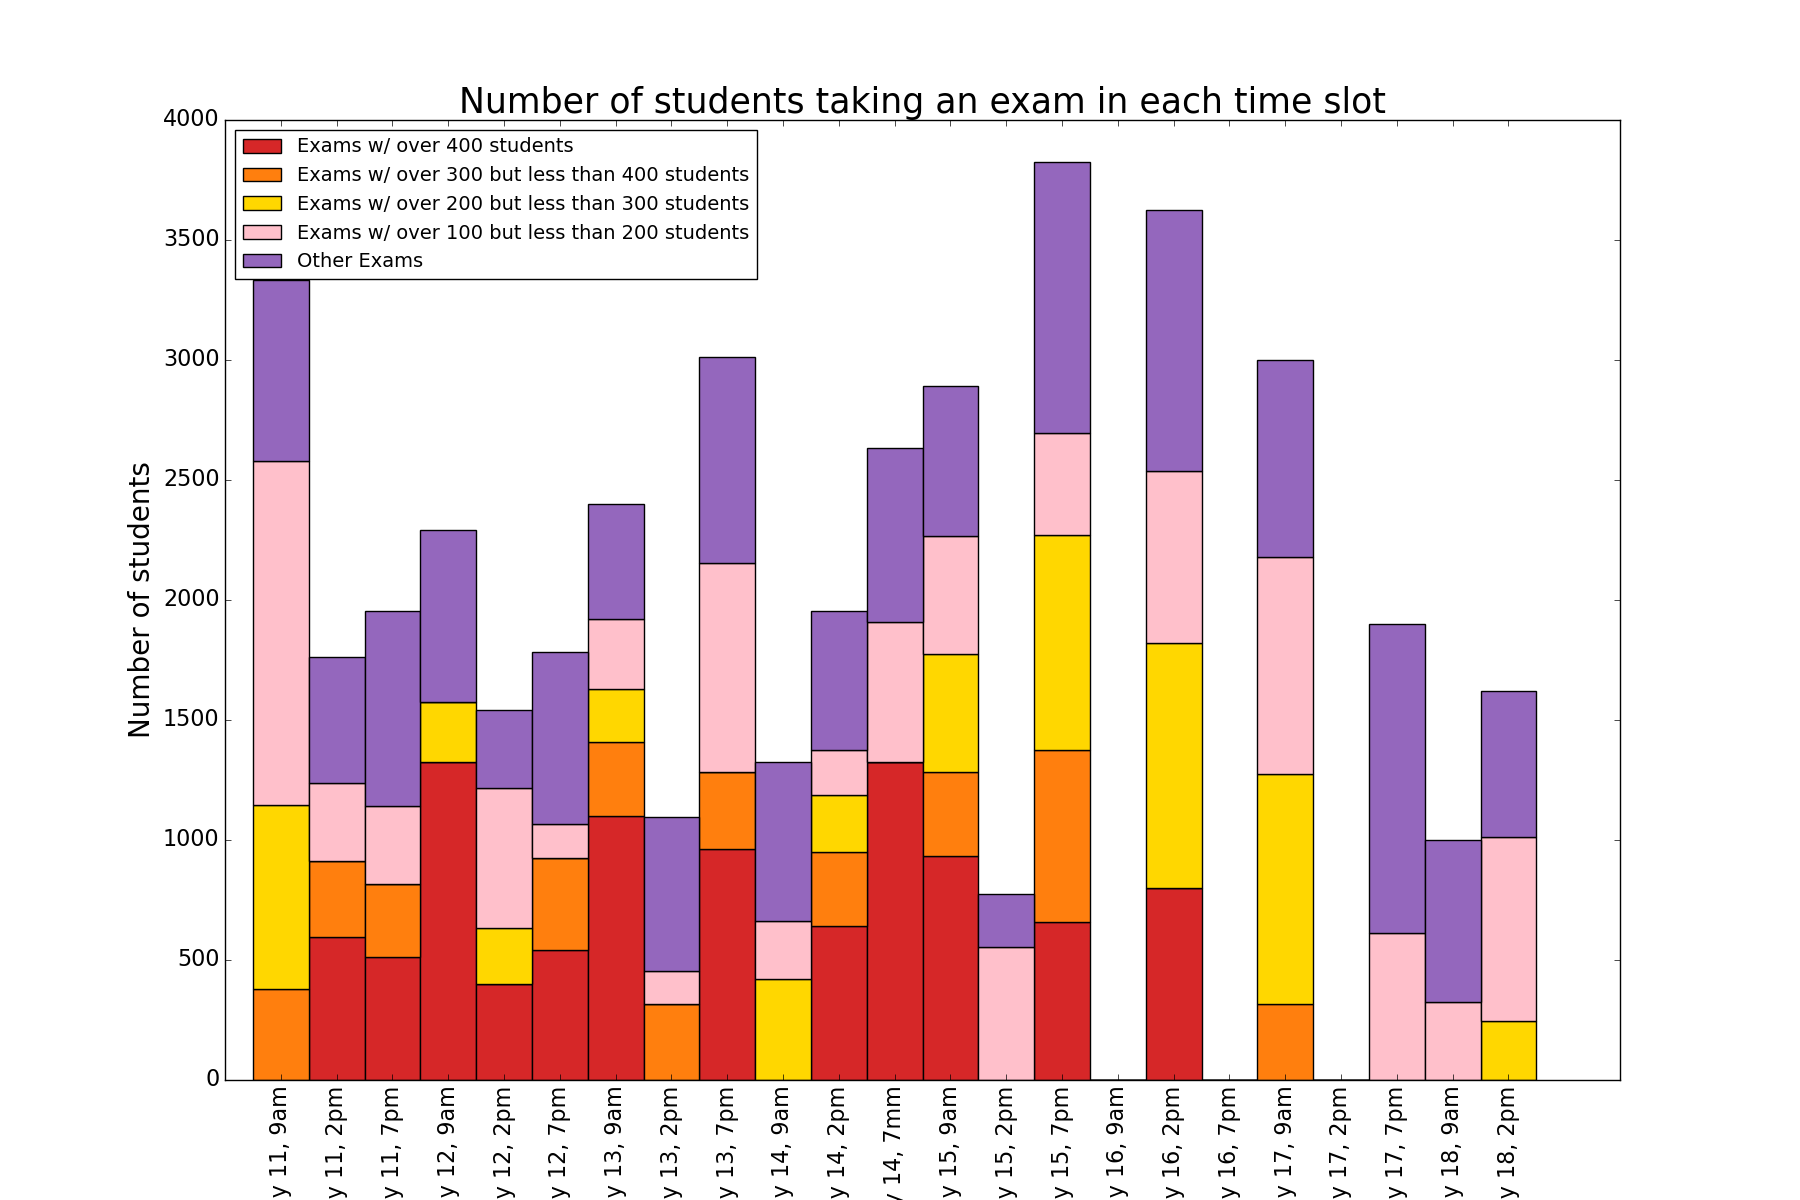 Number of students taking an exam in each time slot
Exams w/ over 400 students
Exams w/ over 300 but less than 400 students
Exams w/ over 200 but less than 300 students
Exams w/ over 100 but less than 200 students
Other Exams
Number of students
4000
3500
3000
2500
2000
1500
1000
500
0
y 11, 9am
y 11, 2pm
y 11, 7pm
y 12, 9am
y 12, 2pm
y 12, 7pm
y 13, 9am
y 13, 2pm
y 13, 7pm
y 14, 9am
y 14, 2pm
y 14, 7mm
y 15, 9am
y 15, 2pm
y 15, 7pm
y 16, 9am
y 16, 2pm
y 16, 7pm
y 17, 9am
y 17, 2pm
y 17, 7pm
y 18, 9am
y 18, 2pm